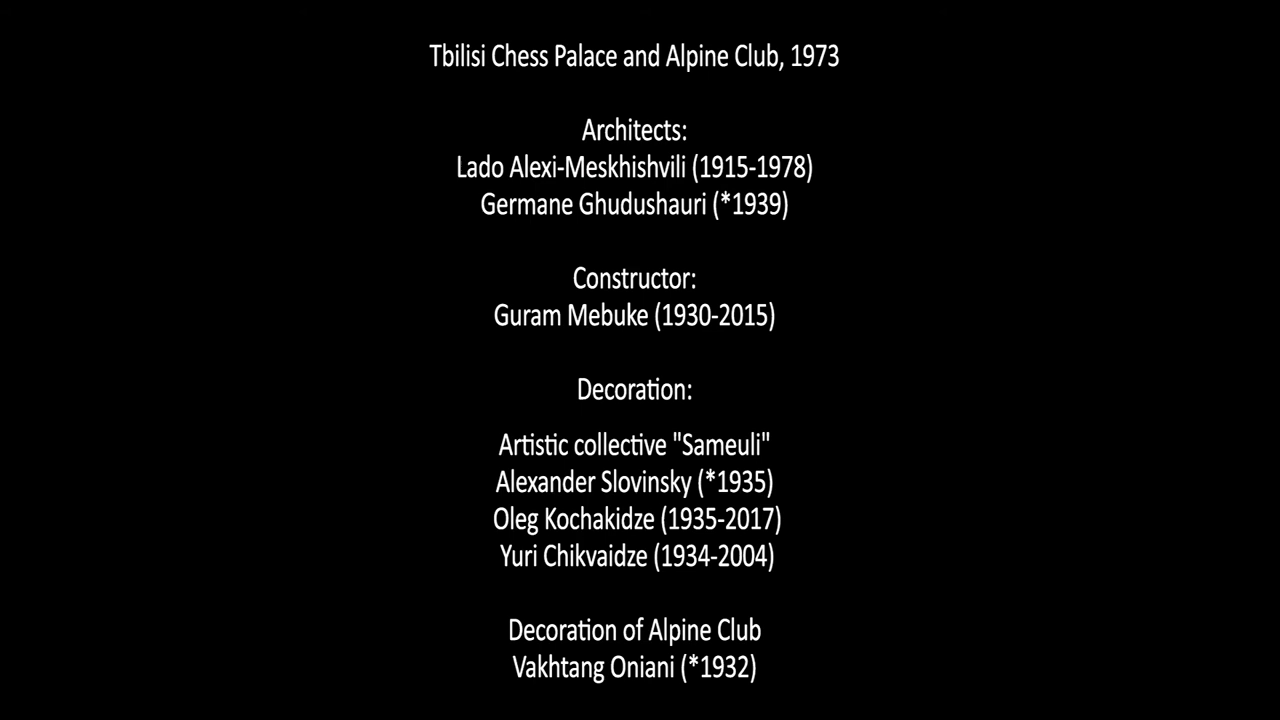 Tbilisi Chess Palace and Alpine Club, 1973
Architects:
Lado Alexi-Meskhishvili (1915-1978)
Germane Ghudushauri (*1939)
Constructor:
Guram Mebuke (1930-2015)
Decoration:
Artistic collective "Sameuli"
Alexander Slovinsky (*1935)
Oleg Kochakidze (1935-2017)
Yuri Chikvaidze (1934-2004)
Decoration of Alpine Club
Vakhtang Oniani (*1932)